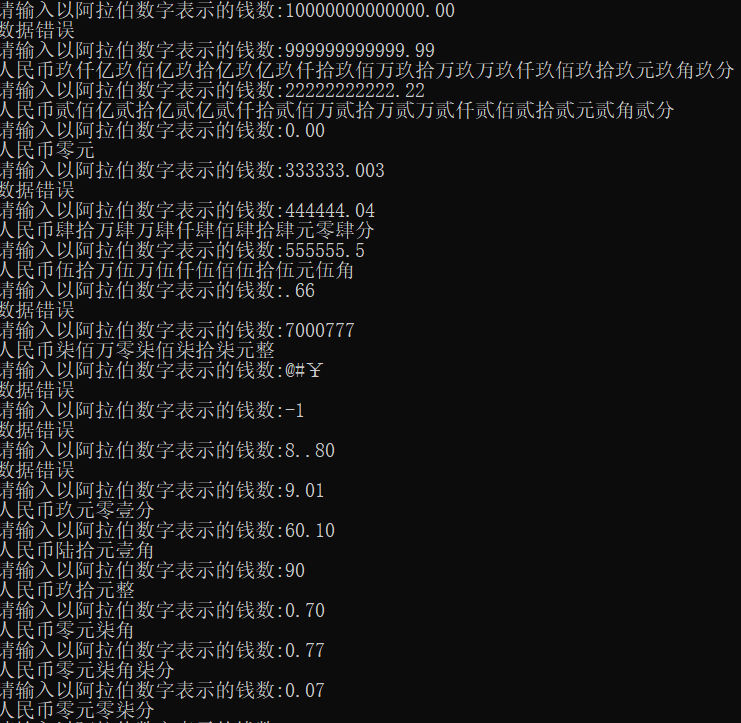 请输入以阿拉伯数字表示的钱数:10000000000000.00
数据错误
请输入以阿拉伯数字表示的钱数:999999999999.99
人民币玖仟亿玖佰亿玖拾亿玖亿玖仟拾玖佰万玖拾万玖万玖仟玖佰玖拾玖元玖角玖分
请输入以阿拉伯数字表示的钱数:22222222222.22
人民币贰佰亿贰拾亿贰亿贰仟拾贰佰万贰拾万贰万贰仟贰佰贰拾贰元贰角贰分
请输入以阿拉伯数字表示的钱数:0.00
人民币零元
请输入以阿拉伯数字表示的钱数:333333.003
数据错误
请输入以阿拉伯数字表示的钱数:444444.04
人民币肆拾万肆万肆仟肆佰肆拾肆元零肆分
请输入以阿拉伯数字表示的钱数:555555.5
人民币伍拾万伍万伍仟伍佰伍拾伍元伍角
请输入以阿拉伯数字表示的钱数:.66
数据错误
请输入以阿拉伯数字表示的钱数:7000777
人民币柒佰万零柒佰柒拾柒元整
请输入以阿拉伯数字表示的钱数:@#￥
数据错误
请输入以阿拉伯数字表示的钱数:-1
数据错误
请输入以阿拉伯数字表示的钱数:8..80
数据错误
请输入以阿拉伯数字表示的钱数:9.01
人民币玖元零壹分
请输入以阿拉伯数字表示的钱数:60.10
人民币陆拾元壹角
请输入以阿拉伯数字表示的钱数:90
人民币玖拾元整
请输入以阿拉伯数字表示的钱数:0.70
人民币零元柒角
请输入以阿拉伯数字表示的钱数:0.77
人民币零元柒角柒分
请输入以阿拉伯数字表示的钱数:0.07
人民币零元零柒分